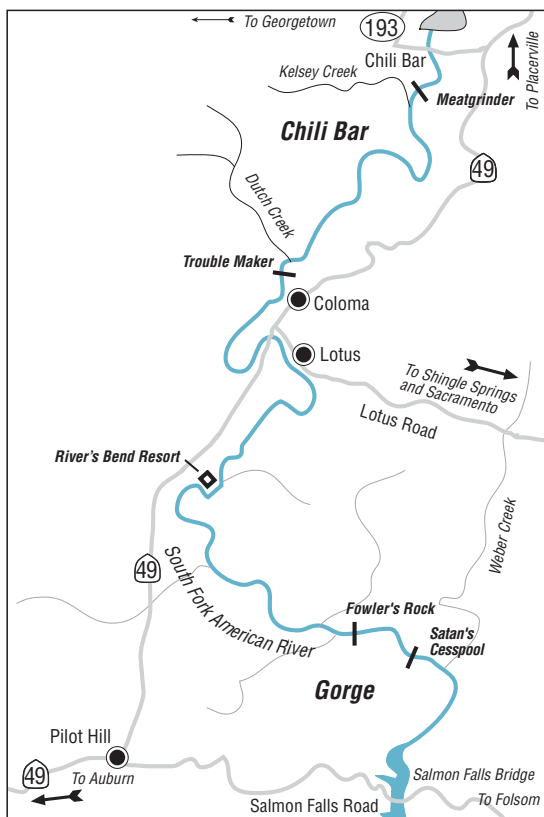 To Georgetown
193
Chili Bar
To Placerville
Kelsey Creek
Meatgrinder
Chili Bar
49
Dutch Creek
Trouble Maker
Coloma
Lotus
To Shingle Springs
and Sacramento
Lotus Road
River's Bend Resort
Weber Creek
49
South Fork American River
Fowler's Rock
Satan's
Cesspool
Gorge
Pilot Hill
49
To Auburn
Salmon Falls Bridge
Salmon Falls Road
To Folsom